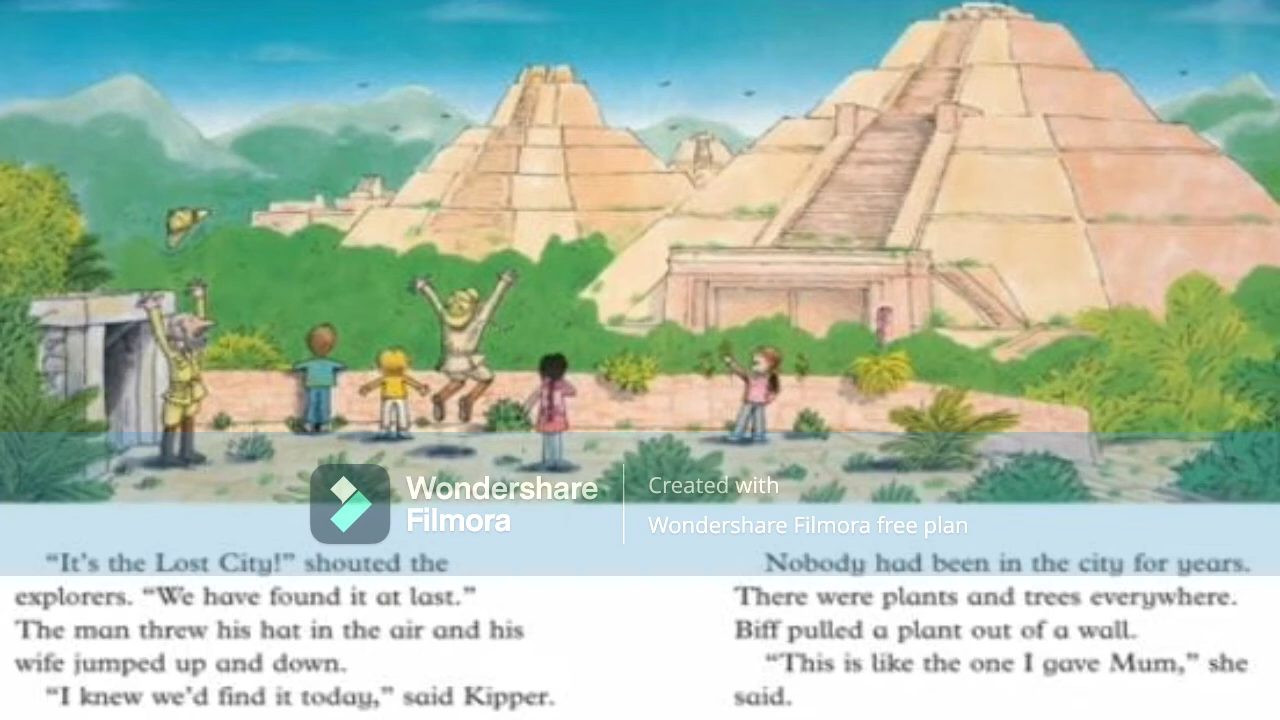 Wondershare
Filmora
Created with
Wondershare Filmora free plan
“It’s the Lost City!” shouted the
explorers. “We have found it at last.”
The man threw his hat in the air and his
wife jumped up and down.
“I knew we’d find it today,” said Kipper.
Nobody had been in the city for years.
There were plants and trees everywhere.
Biff pulled a plant out of a wall.
“This is like the one I gave Mum,” she
said.